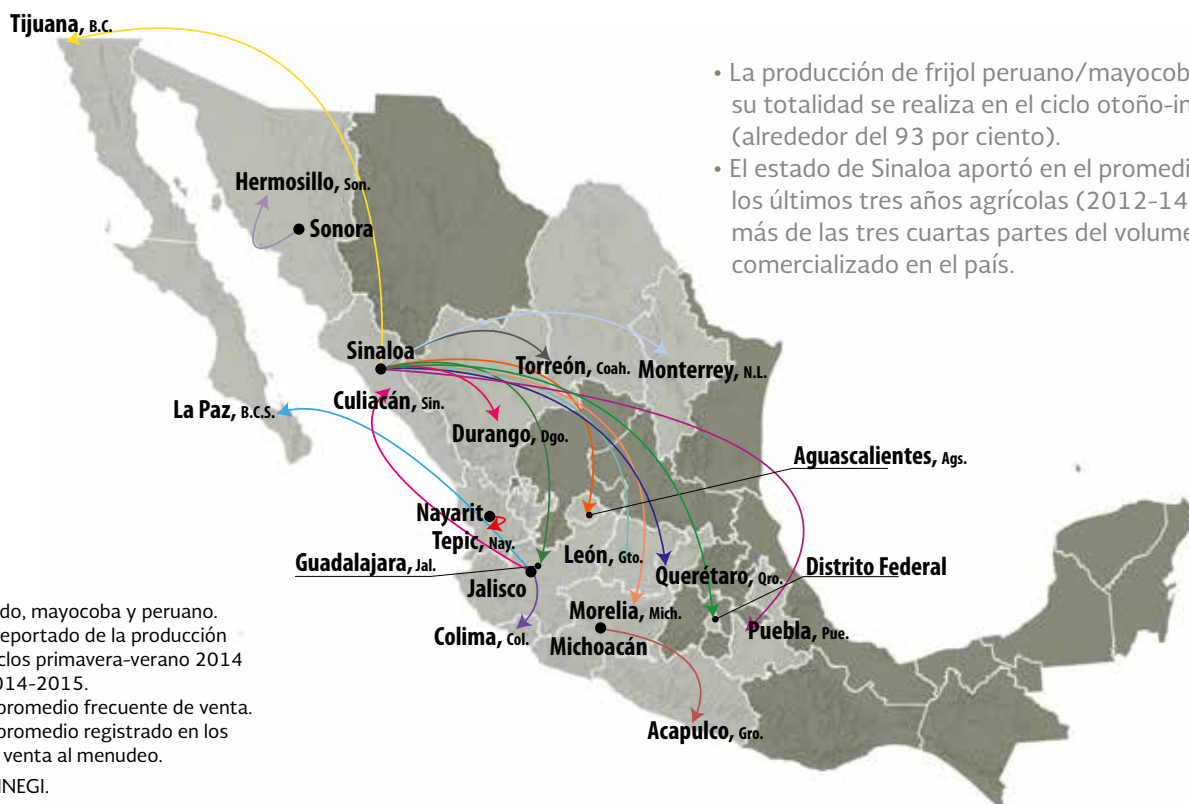 Tijuana, B.C.
• La producción de frijol peruano/mayocob
su totalidad se realiza en el ciclo otoño-in
(alrededor del 93 por ciento).
• El estado de Sinaloa aportó en el promedi
los últimos tres años agrícolas (2012-14
más de las tres cuartas partes del volume
comercializado en el país.
Hermosillo, Son.
Sonora
Sinaloa
Torreón, Coah.
Monterrey, N.L.
Culiacán, Sin.
La Paz, B.C.S.
Durango, Dgo.
Aguascalientes, Ags.
Nayarit
Tepic, Nay.
Guadalajara, Jal.
León, Gto.
Querétaro, Qro.
Distrito Federal
Jalisco
Morelia, Mich.
Colima, Col.
Michoacán
Puebla, Pue.
Acapulco, Gro.
do, mayocoba y peruano.
eportado de la producción
clos primavera-verano 2014
014-2015.
promedio frecuente de venta.
promedio registrado en los
venta al menudeo.
INEGI.